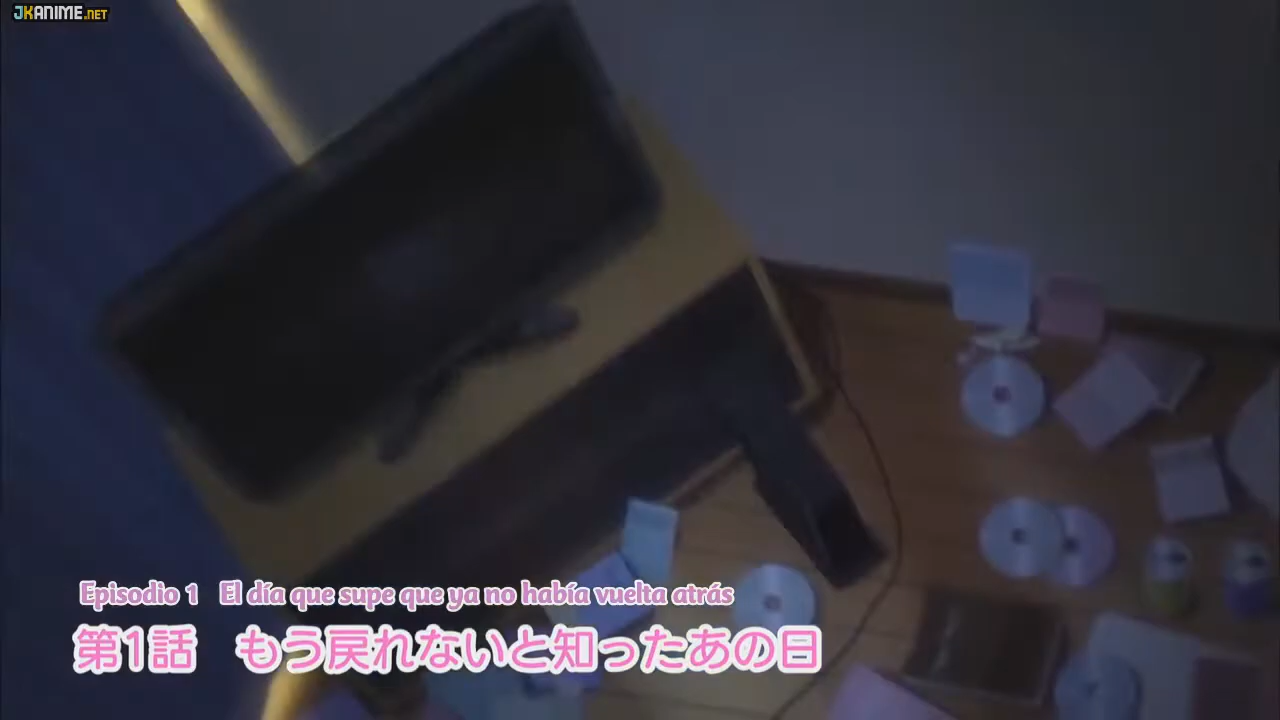 JKANIME.NET
Episodio 1 El día que supe que ya no había vuelta atrás
第1話 もう戻れないと知ったあの日